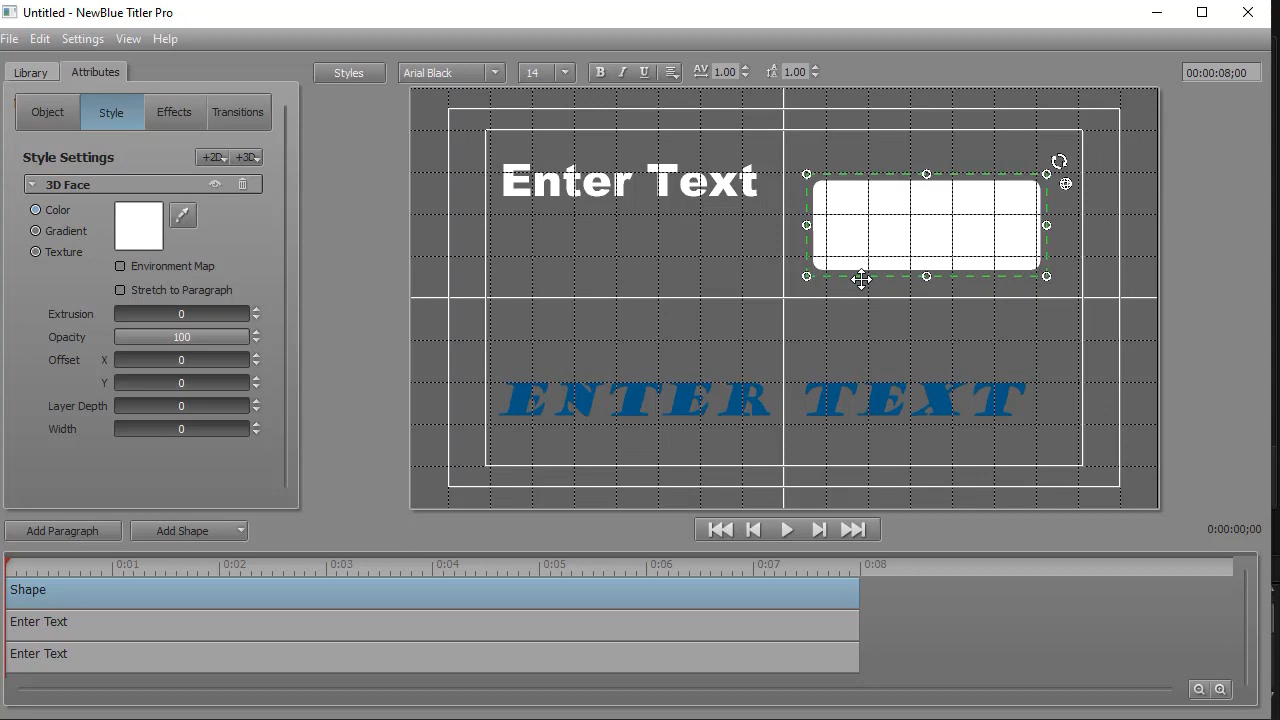 Untitled - NewBlue Titler Pro
File Edit Settings View Help
Library Attributes
Styles Arial Black 14 B I U AV 1.00 A 1.00 00:00:08;00
Object Style Effects Transitions
Style Settings +2D +3D
3D Face
Color
Gradient
Texture
Environment Map
Stretch to Paragraph
Extrusion 0
Opacity 100
Offset X 0
Y 0
Layer Depth 0
Width 0
Enter Text
ENTER TEXT
Add Paragraph Add Shape 0:00:00;00
0:01 0:02 0:03 0:04 0:05 0:06 0:07 0:08
Shape
Enter Text
Enter Text